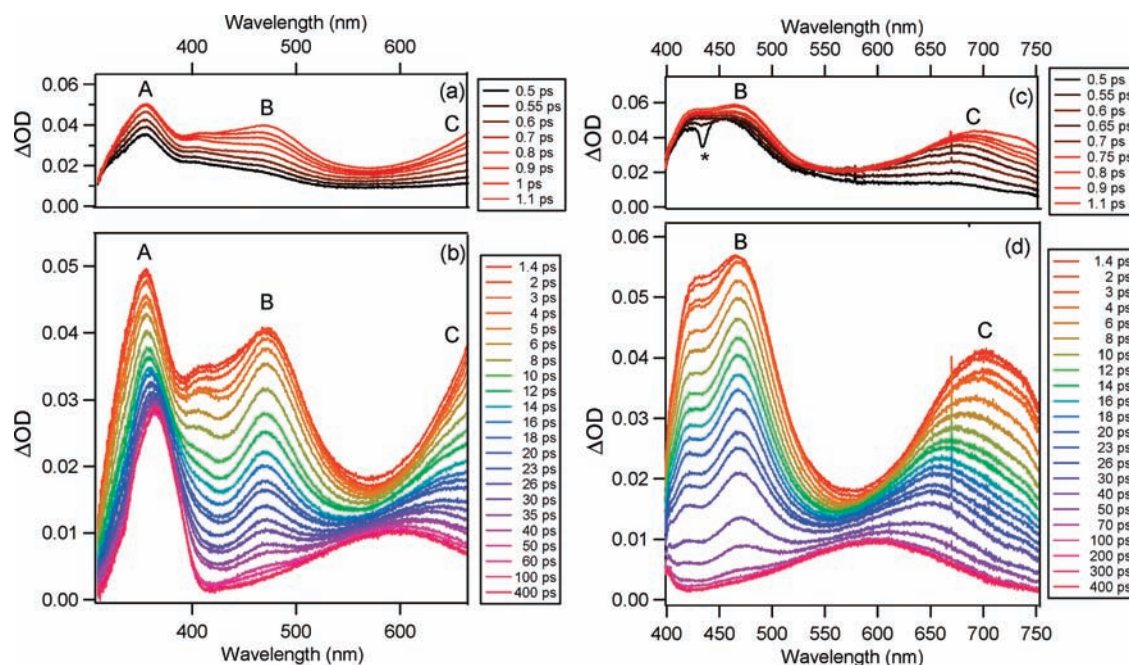 Wavelength (nm)
400 500 600
0.06
0.04
0.02
0.00
ΔOD
A
B
C
(a)
0.5 ps
0.55 ps
0.6 ps
0.7 ps
0.8 ps
0.9 ps
1 ps
1.1 ps
0.05
0.04
0.03
0.02
0.01
0.00
ΔOD
A
B
C
(b)
1.4 ps
2 ps
3 ps
4 ps
5 ps
6 ps
8 ps
10 ps
12 ps
14 ps
16 ps
18 ps
20 ps
23 ps
26 ps
30 ps
35 ps
40 ps
50 ps
60 ps
100 ps
400 ps
400 500 600
Wavelength (nm)
Wavelength (nm)
400 450 500 550 600 650 700 750
0.06
0.04
0.02
0.00
ΔOD
B
C
(c)
*
0.5 ps
0.55 ps
0.6 ps
0.65 ps
0.7 ps
0.75 ps
0.8 ps
0.9 ps
1.1 ps
0.06
0.05
0.04
0.03
0.02
0.01
0.00
ΔOD
B
C
(d)
1.4 ps
2 ps
3 ps
4 ps
6 ps
8 ps
10 ps
12 ps
14 ps
16 ps
18 ps
20 ps
23 ps
26 ps
30 ps
40 ps
50 ps
70 ps
100 ps
200 ps
300 ps
400 ps
400 450 500 550 600 650 700 750
Wavelength (nm)